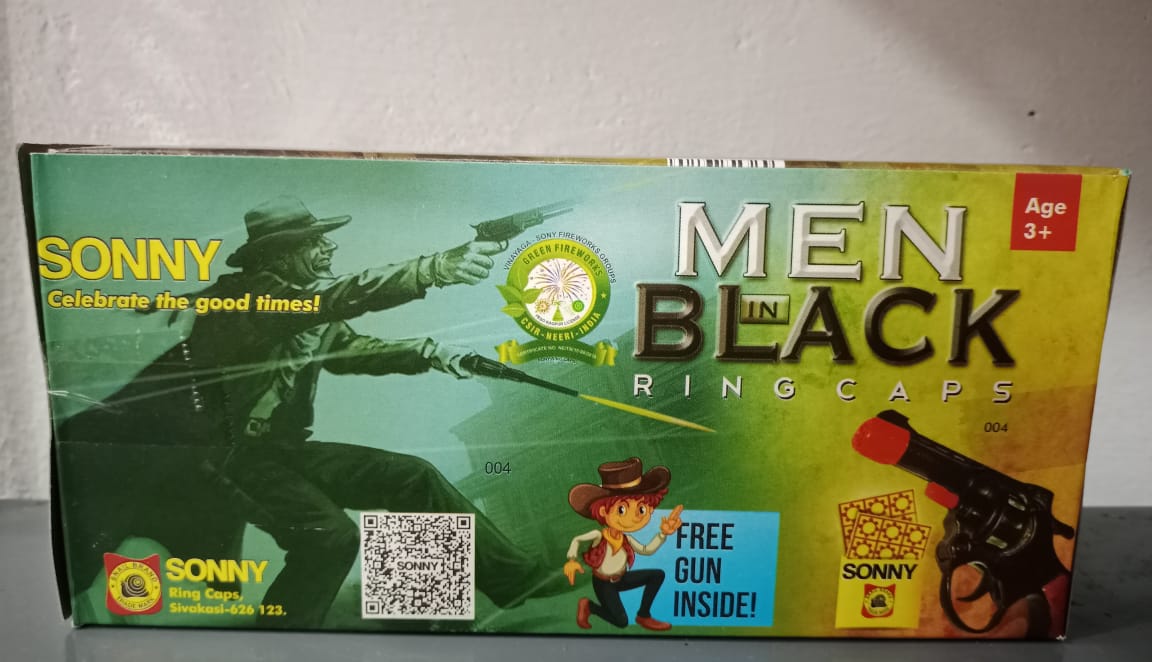 SONNY
Celebrate the good times!
VINAYAGA - SONY FIREWORKS GROUPS
GREEN FIREWORKS
CSIR - NEERI - INDIA
MEN
IN
BLACK
RING CAPS
Age
3+
004
004
SONNY
FREE
GUN
INSIDE!
SONNY
SONNY
Ring Caps,
Sivakasi-626 123.